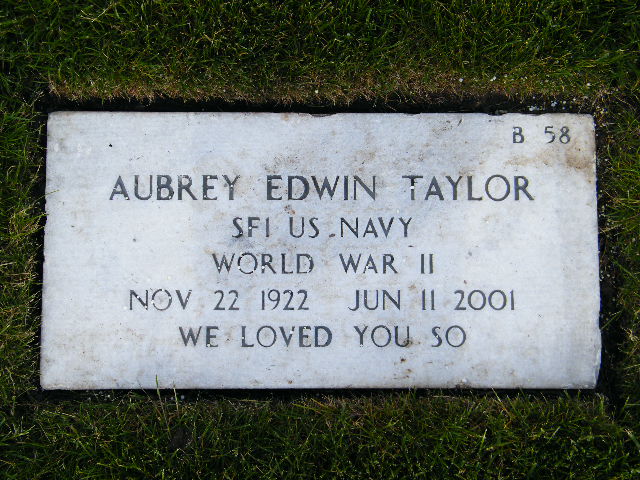 B 58
AUBREY EDWIN TAYLOR
SF1 US NAVY
WORLD WAR II
NOV 22 1922 JUN 11 2001
WE LOVED YOU SO